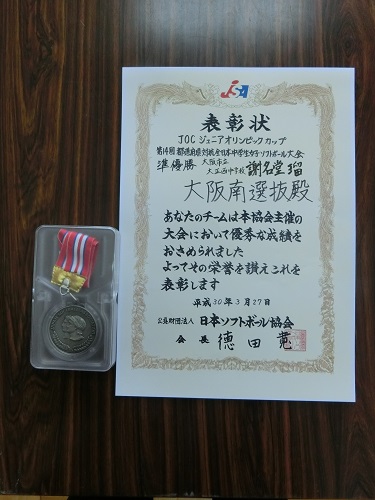 JSA
表彰状
JOCジュニアオリンピックカップ
第14回都道府県対抗全日本中学生女子ソフトボール大会
準優勝 大阪市立大正西中学校 謝名堂 瑠
大阪南選抜殿
あなたのチームは本協会主催の
大会において優秀な成績を
おさめられました
よってその栄誉を讃えこれを
表彰します
平成30年3月27日
公益財団法人 日本ソフトボール協会
会長 徳田 寛